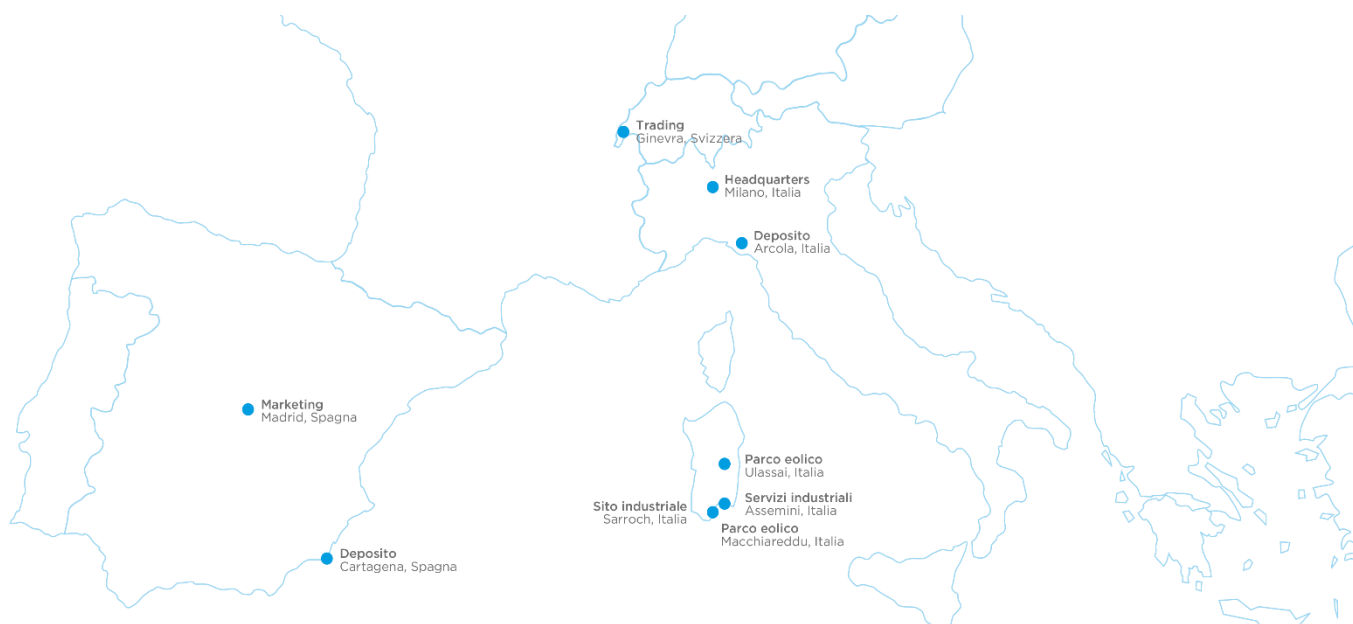 Trading
Ginevra, Svizzera
Headquarters
Milano, Italia
Deposito
Arcola, Italia
Marketing
Madrid, Spagna
Parco eolico
Ulassai, Italia
Servizi industriali
Assemini, Italia
Sito industriale
Sarroch, Italia
Parco eolico
Macchiareddu, Italia
Deposito
Cartagena, Spagna